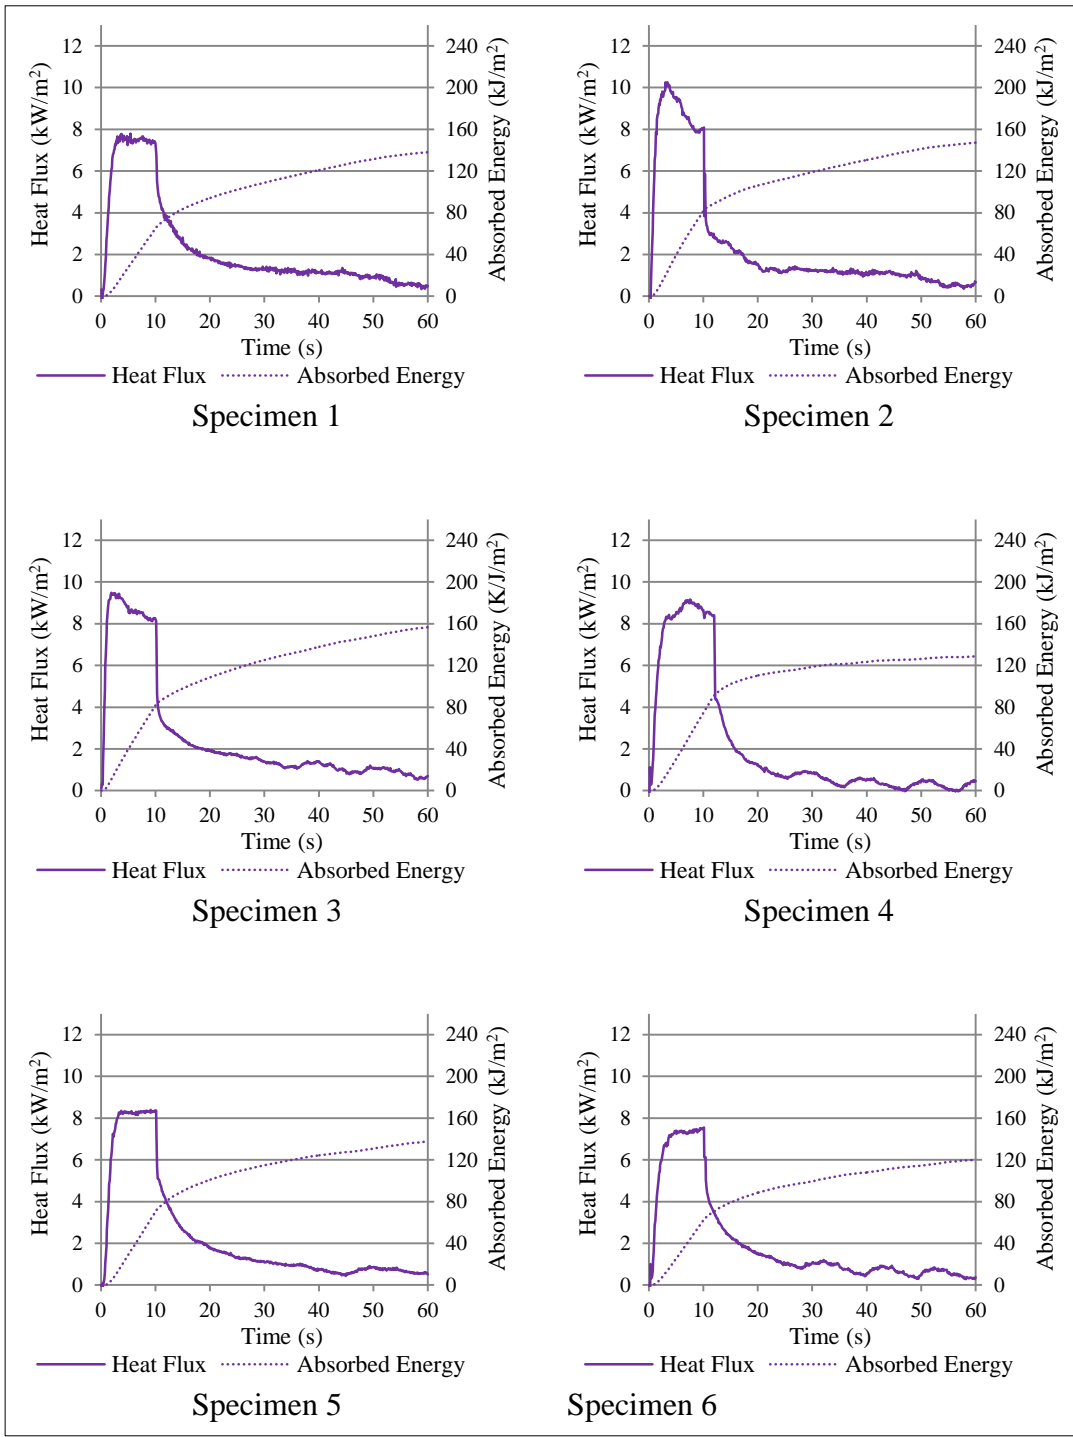 Heat Flux (kW/m²)
12
10
8
6
4
2
0
240
200
160
120
80
40
0
Absorbed Energy (kJ/m²)
0 10 20 30 40 50 60
Time (s)
Heat Flux Absorbed Energy
Specimen 1
Heat Flux (kW/m²)
12
10
8
6
4
2
0
240
200
160
120
80
40
0
Absorbed Energy (kJ/m²)
0 10 20 30 40 50 60
Time (s)
Heat Flux Absorbed Energy
Specimen 2
Heat Flux (kW/m²)
12
10
8
6
4
2
0
240
200
160
120
80
40
0
Absorbed Energy (K/J/m²)
0 10 20 30 40 50 60
Time (s)
Heat Flux Absorbed Energy
Specimen 3
Heat Flux (kW/m²)
12
10
8
6
4
2
0
240
200
160
120
80
40
0
Absorbed Energy (kJ/m²)
0 10 20 30 40 50 60
Time (s)
Heat Flux Absorbed Energy
Specimen 4
Heat Flux (kW/m²)
12
10
8
6
4
2
0
240
200
160
120
80
40
0
Absorbed Energy (kJ/m²)
0 10 20 30 40 50 60
Time (s)
Heat Flux Absorbed Energy
Specimen 5
Heat Flux (kW/m²)
12
10
8
6
4
2
0
240
200
160
120
80
40
0
Absorbed Energy (kJ/m²)
0 10 20 30 40 50 60
Time (s)
Heat Flux Absorbed Energy
Specimen 6